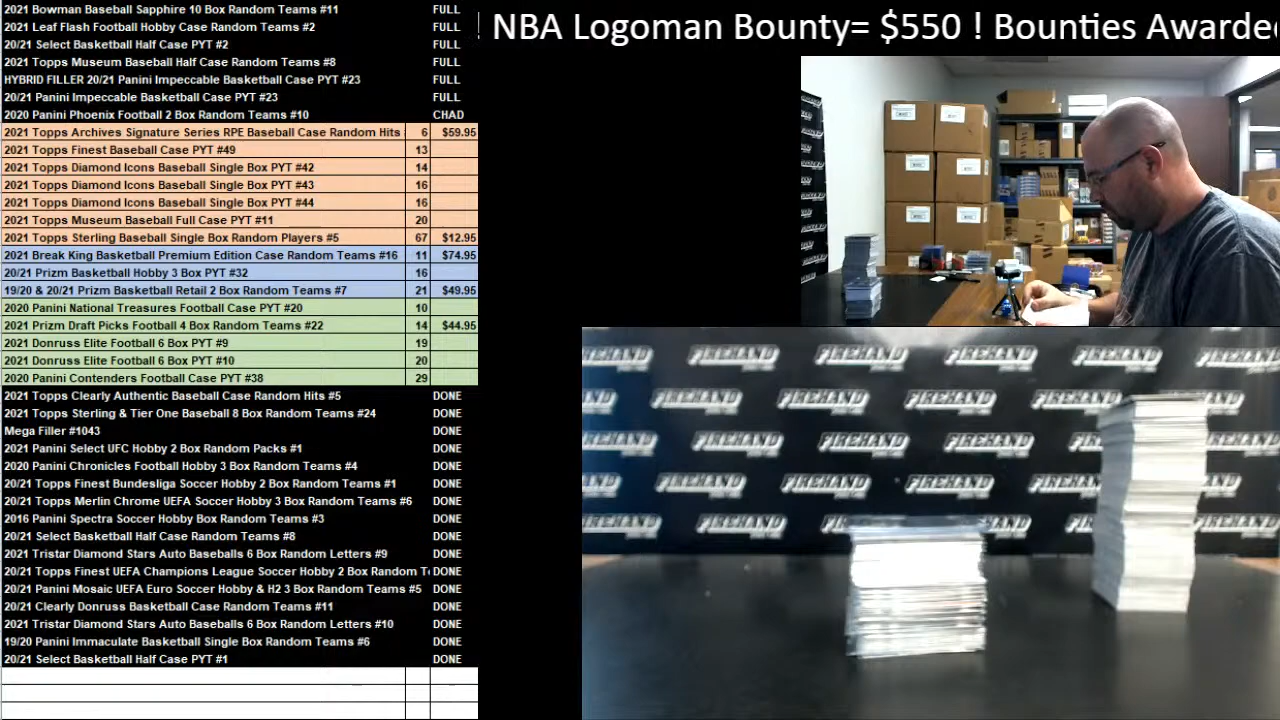 2021 Bowman Baseball Sapphire 10 Box Random Teams #11 FULL
2021 Leaf Flash Football Hobby Case Random Teams #2 FULL
20/21 Select Basketball Half Case PYT #2 FULL
2021 Topps Museum Baseball Half Case Random Teams #8 FULL
HYBRID FILLER 20/21 Panini Impeccable Basketball Case PYT #23 FULL
20/21 Panini Impeccable Basketball Case PYT #23 FULL
2020 Panini Phoenix Football 2 Box Random Teams #10 CHAD
2021 Topps Archives Signature Series RPE Baseball Case Random Hits 6 $59.95
2021 Topps Finest Baseball Case PYT #49 13
2021 Topps Diamond Icons Baseball Single Box PYT #42 14
2021 Topps Diamond Icons Baseball Single Box PYT #43 16
2021 Topps Diamond Icons Baseball Single Box PYT #44 16
2021 Topps Museum Baseball Full Case PYT #11 20
2021 Topps Sterling Baseball Single Box Random Players #5 67 $12.95
2021 Break King Basketball Premium Edition Case Random Teams #16 11 $74.95
20/21 Prizm Basketball Hobby 3 Box PYT #32 16
19/20 & 20/21 Prizm Basketball Retail 2 Box Random Teams #7 21 $49.95
2020 Panini National Treasures Football Case PYT #20 10
2021 Prizm Draft Picks Football 4 Box Random Teams #22 14 $44.95
2021 Donruss Elite Football 6 Box PYT #9 19
2021 Donruss Elite Football 6 Box PYT #10 20
2020 Panini Contenders Football Case PYT #38 29
2021 Topps Clearly Authentic Baseball Case Random Hits #5 DONE
2021 Topps Sterling & Tier One Baseball 8 Box Random Teams #24 DONE
Mega Filler #1043 DONE
2021 Panini Select UFC Hobby 2 Box Random Packs #1 DONE
2020 Panini Chronicles Football Hobby 3 Box Random Teams #4 DONE
2021 Topps Finest Bundesliga Soccer Hobby 2 Box Random Teams #1 DONE
20/21 Topps Merlin Chrome UEFA Soccer Hobby 3 Box Random Teams #6 DONE
2016 Panini Spectra Soccer Hobby Box Random Teams #3 DONE
20/21 Select Basketball Half Case Random Teams #8 DONE
2021 Tristar Diamond Stars Auto Baseballs 6 Box Random Letters #9 DONE
20/21 Topps Finest UEFA Champions League Soccer Hobby 2 Box Random T DONE
20/21 Panini Mosaic UEFA Euro Soccer Hobby & H2 3 Box Random Teams #5 DONE
20/21 Clearly Donruss Basketball Case Random Teams #11 DONE
2021 Tristar Diamond Stars Auto Baseballs 6 Box Random Letters #10 DONE
19/20 Panini Immaculate Basketball Single Box Random Teams #6 DONE
20/21 Select Basketball Half Case PYT #1 DONE
! NBA Logoman Bounty= $550 ! Bounties Awarded
FIREHAND FIREHAND FIREHAND FIREHAND
FIREHAND FIREHAND FIREHAND FIREHAND
FIREHAND FIREHAND FIREHAND
FIREHAND FIREHAND FIREHAND
FIREHAND FIREHAND